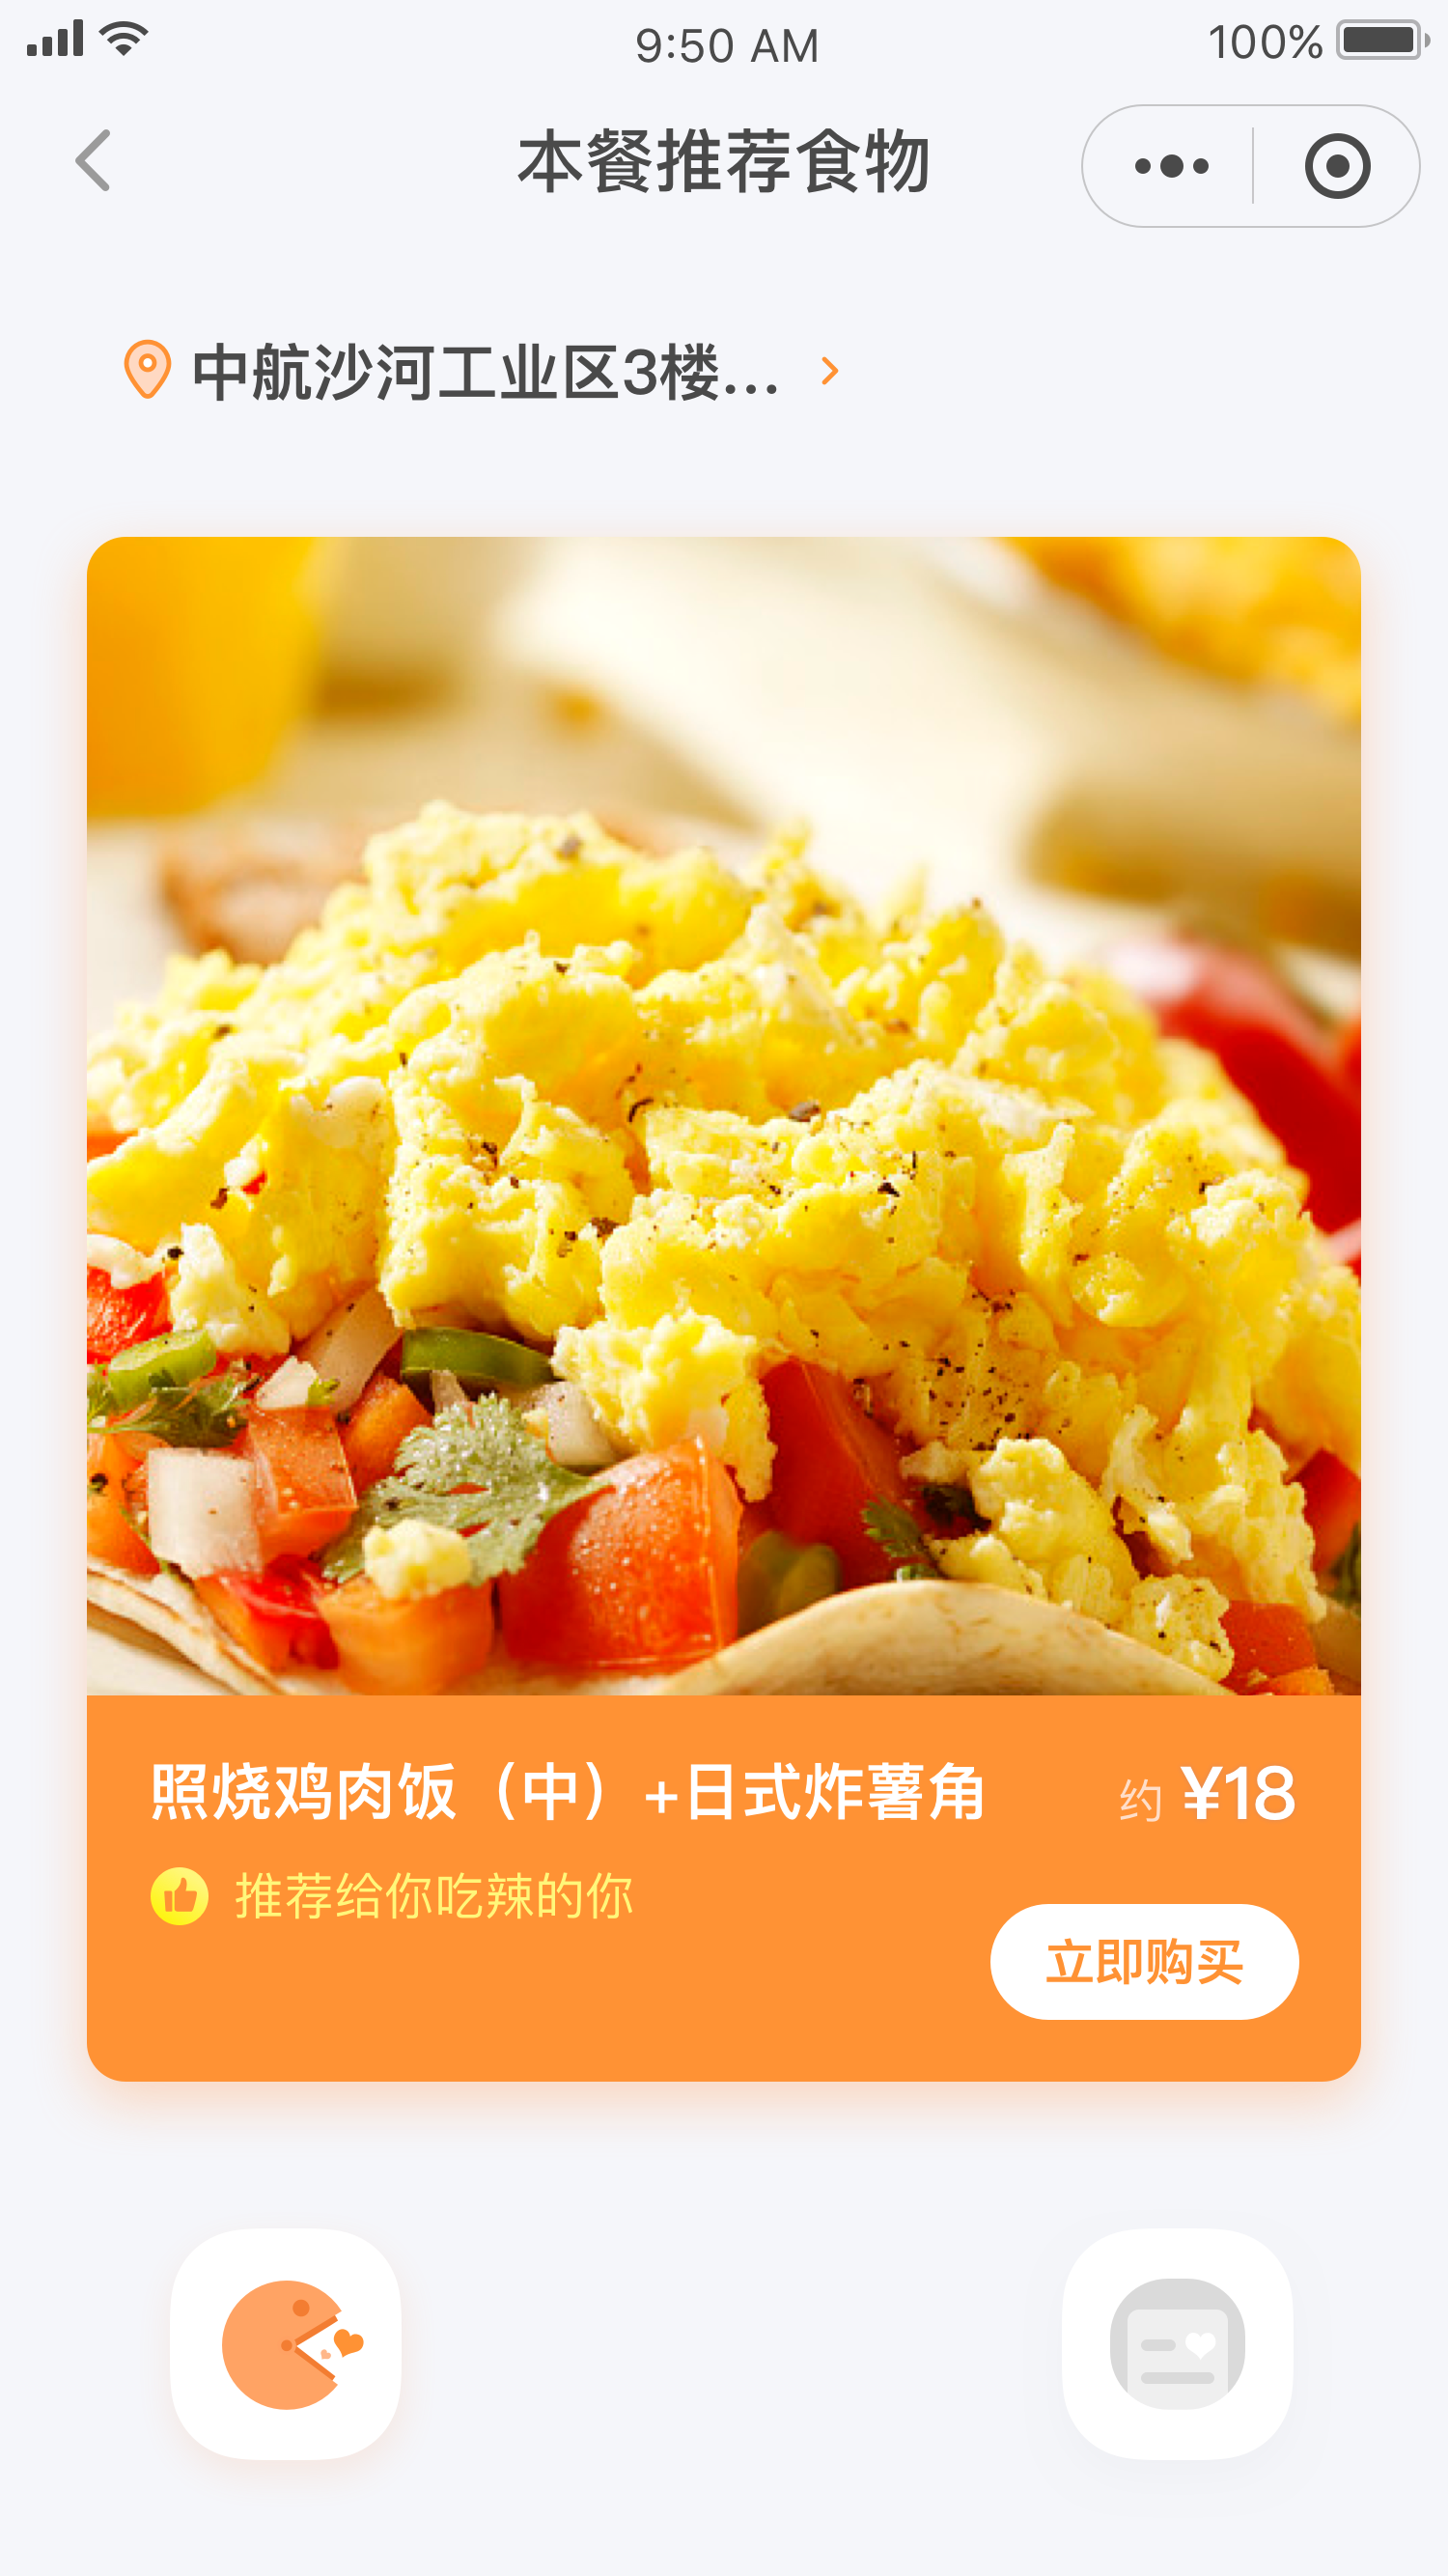 9:50 AM
100%
本餐推荐食物
中航沙河工业区3楼...
照烧鸡肉饭（中）+日式炸薯角
约 ¥18
推荐给你吃辣的你
立即购买